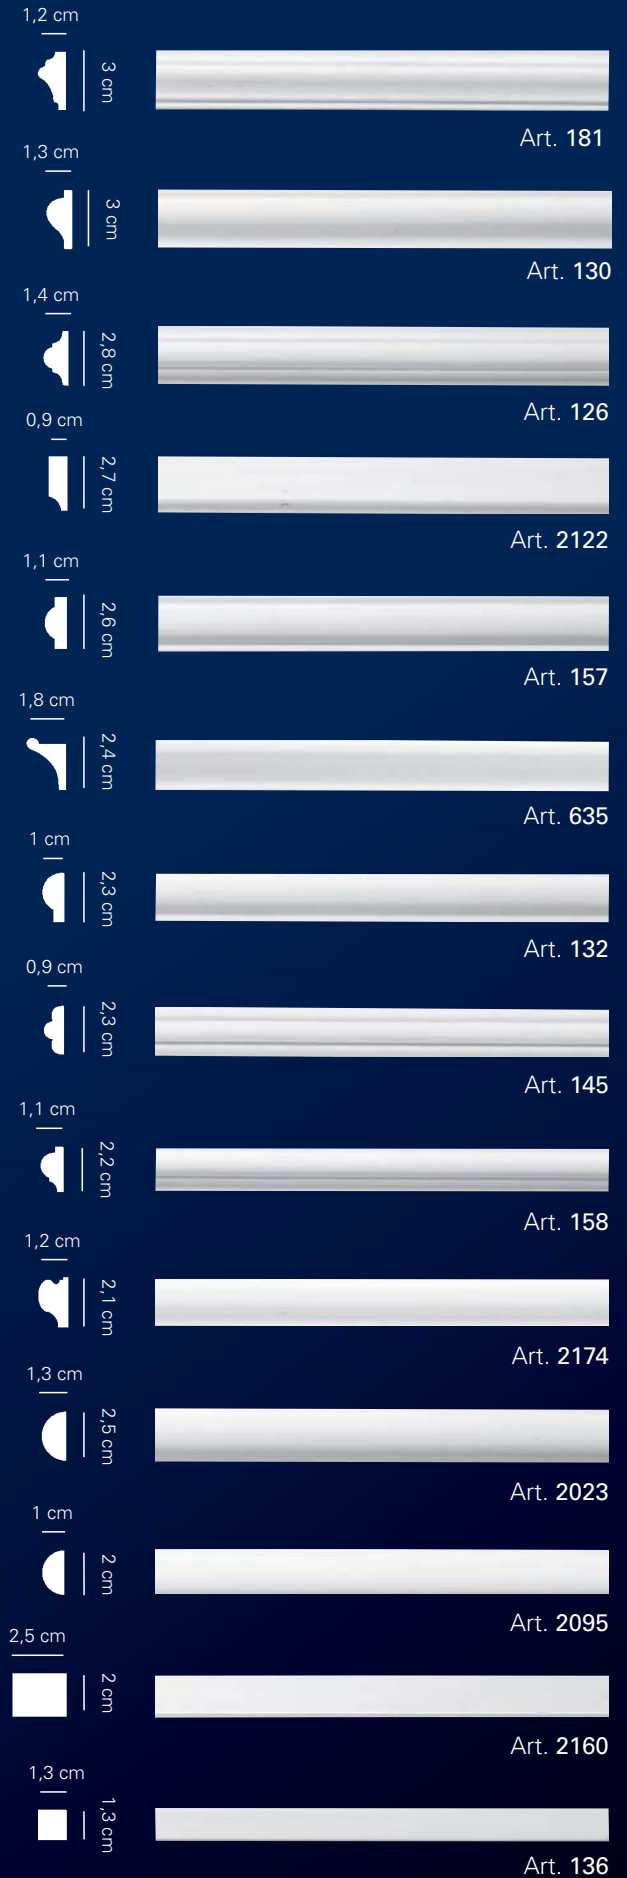 1,2 cm
3 cm
Art. 181
1,3 cm
3 cm
Art. 130
1,4 cm
2,8 cm
Art. 126
0,9 cm
2,7 cm
Art. 2122
1,1 cm
2,6 cm
Art. 157
1,8 cm
2,4 cm
Art. 635
1 cm
2,3 cm
Art. 132
0,9 cm
2,3 cm
Art. 145
1,1 cm
2,2 cm
Art. 158
1,2 cm
2,1 cm
Art. 2174
1,3 cm
2,5 cm
Art. 2023
1 cm
2 cm
Art. 2095
2,5 cm
2 cm
Art. 2160
1,3 cm
1,3 cm
Art. 136